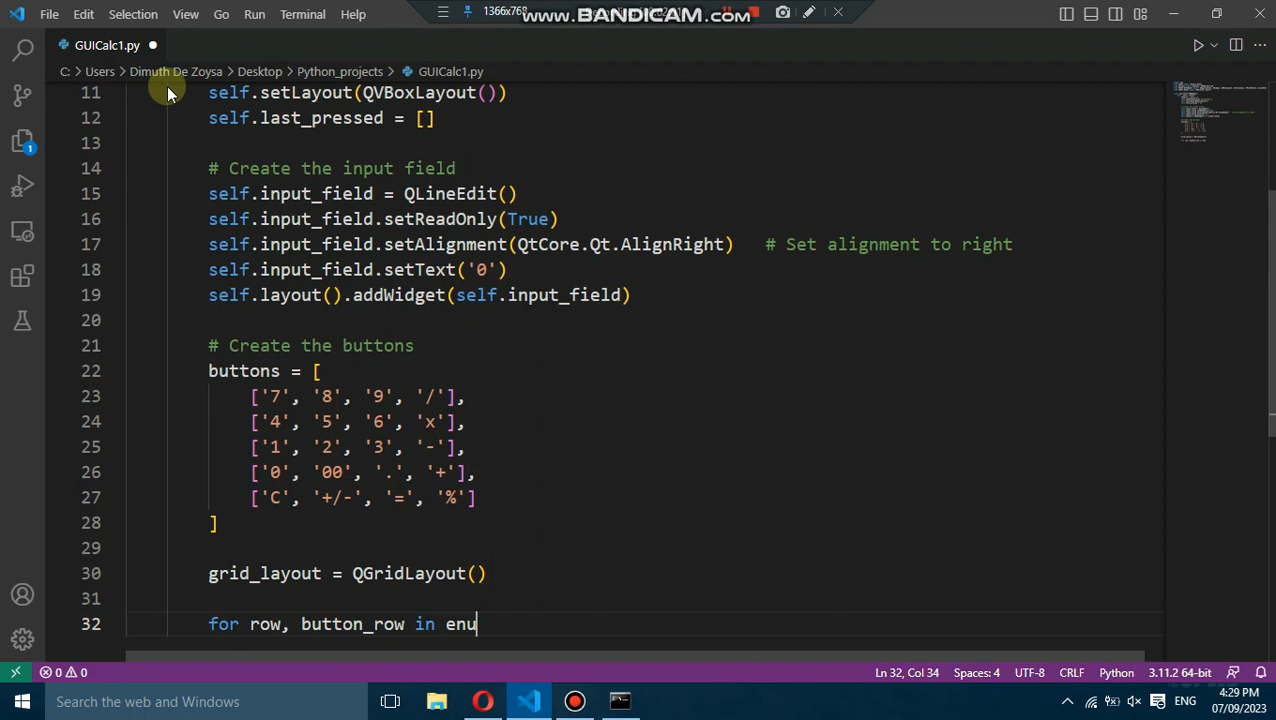 File Edit Selection View Go Run Terminal Help
1366x768
www.BANDICAM.com
GUICalc1.py
C: > Users > Dimuth De Zoysa > Desktop > Python_projects > GUICalc1.py
11 self.setLayout(QVBoxLayout())
12 self.last_pressed = []
13
14 # Create the input field
15 self.input_field = QLineEdit()
16 self.input_field.setReadOnly(True)
17 self.input_field.setAlignment(QtCore.Qt.AlignRight) # Set alignment to right
18 self.input_field.setText('0')
19 self.layout().addWidget(self.input_field)
20
21 # Create the buttons
22 buttons = [
23 ['7', '8', '9', '/'],
24 ['4', '5', '6', 'x'],
25 ['1', '2', '3', '-'],
26 ['0', '00', '.', '+'],
27 ['C', '+/-', '=', '%']
28 ]
29
30 grid_layout = QGridLayout()
31
32 for row, button_row in enu
1
0 0 Ln 32, Col 34 Spaces: 4 UTF-8 CRLF Python 3.11.2 64-bit
Search the web and Windows
ENG
4:29 PM
07/09/2023